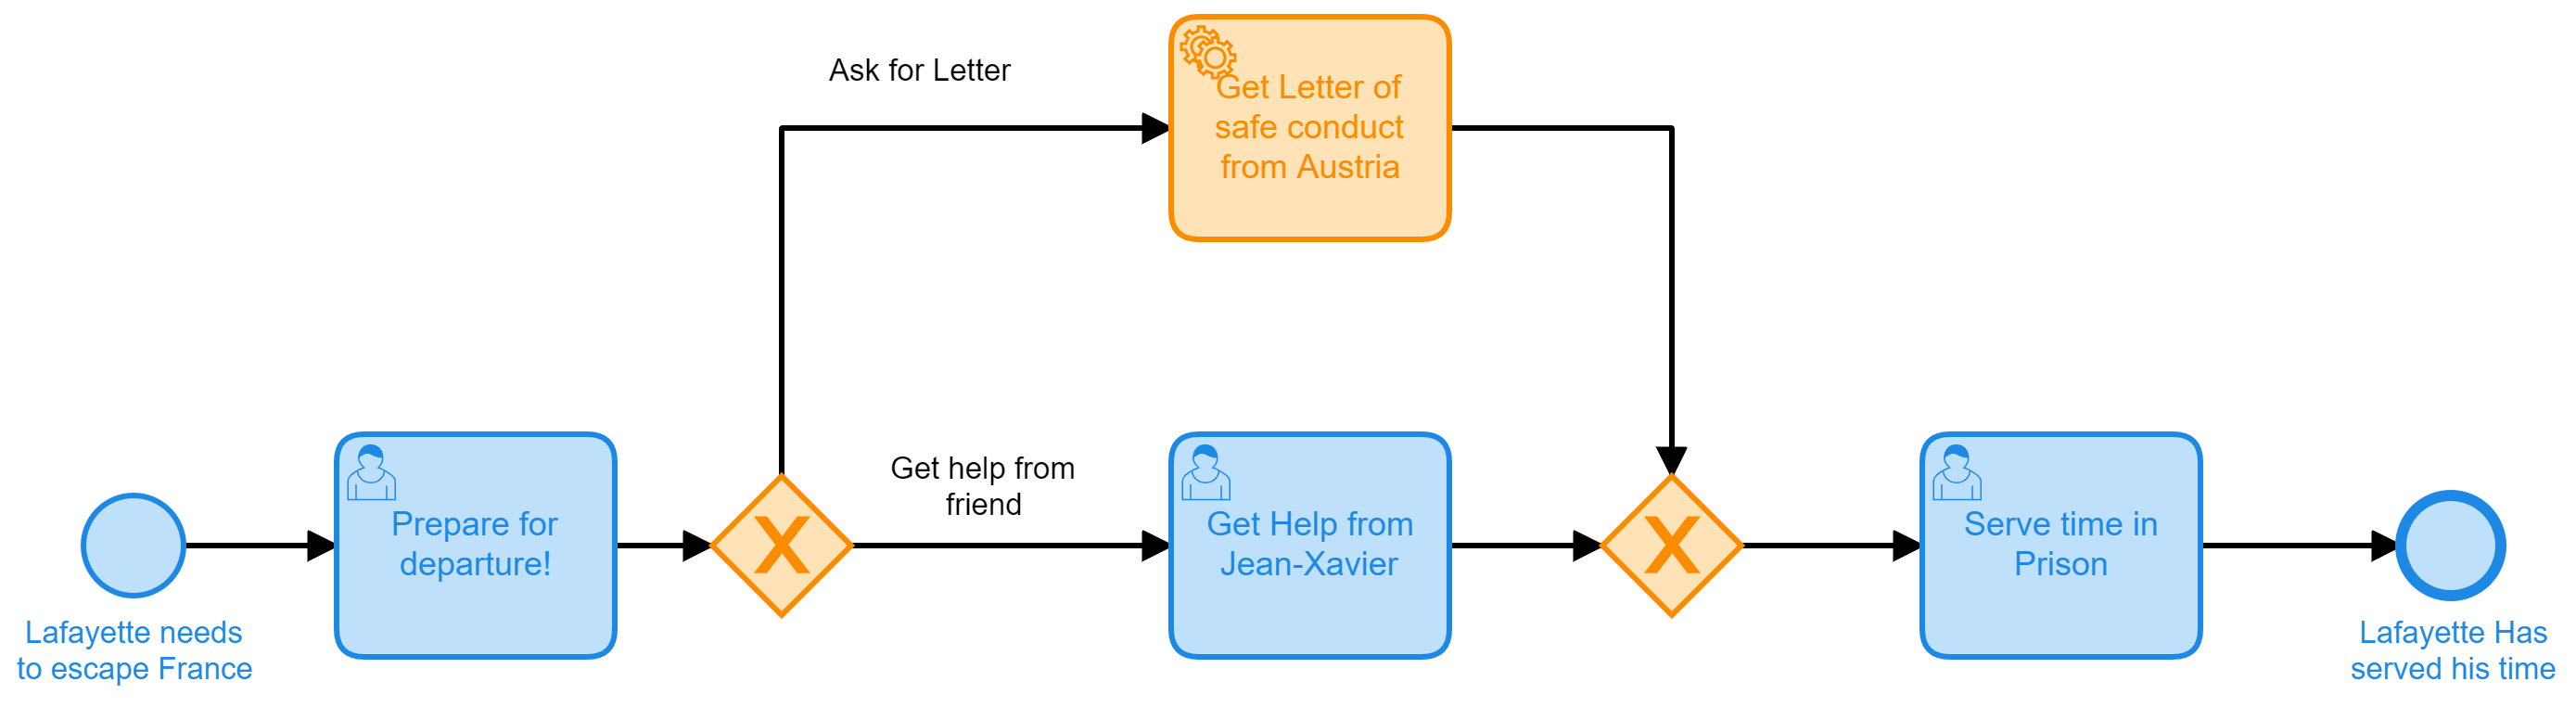 Ask for Letter
Get Letter of
safe conduct
from Austria
Lafayette needs
to escape France
Prepare for
departure!
X
Get help from
friend
Get Help from
Jean-Xavier
X
Serve time in
Prison
Lafayette Has
served his time